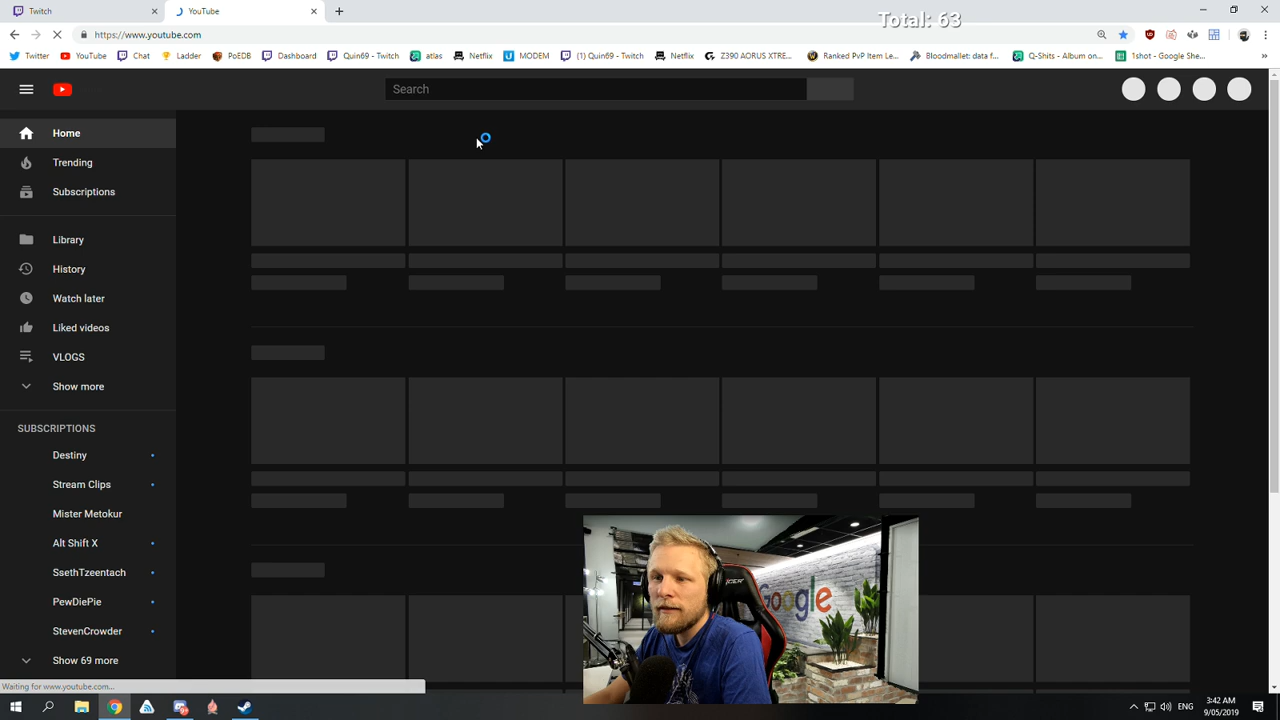 Twitch
YouTube
Total: 63
https://www.youtube.com
Twitter
YouTube
Chat
Ladder
PoEDB
Dashboard
Quin69 - Twitch
atlas
Netflix
MODEM
(1) Quin69 - Twitch
Netflix
Z390 AORUS XTRE...
Ranked PvP Item Le...
Bloodmallet: data f...
Q-Shits - Album on...
1shot - Google She...
Search
Home
Trending
Subscriptions
Library
History
Watch later
Liked videos
VLOGS
Show more
SUBSCRIPTIONS
Destiny
Stream Clips
Mister Metokur
Alt Shift X
SsethTzeentach
PewDiePie
StevenCrowder
Show 69 more
Google
Waiting for www.youtube.com...
ENG
3:42 AM
9/05/2019